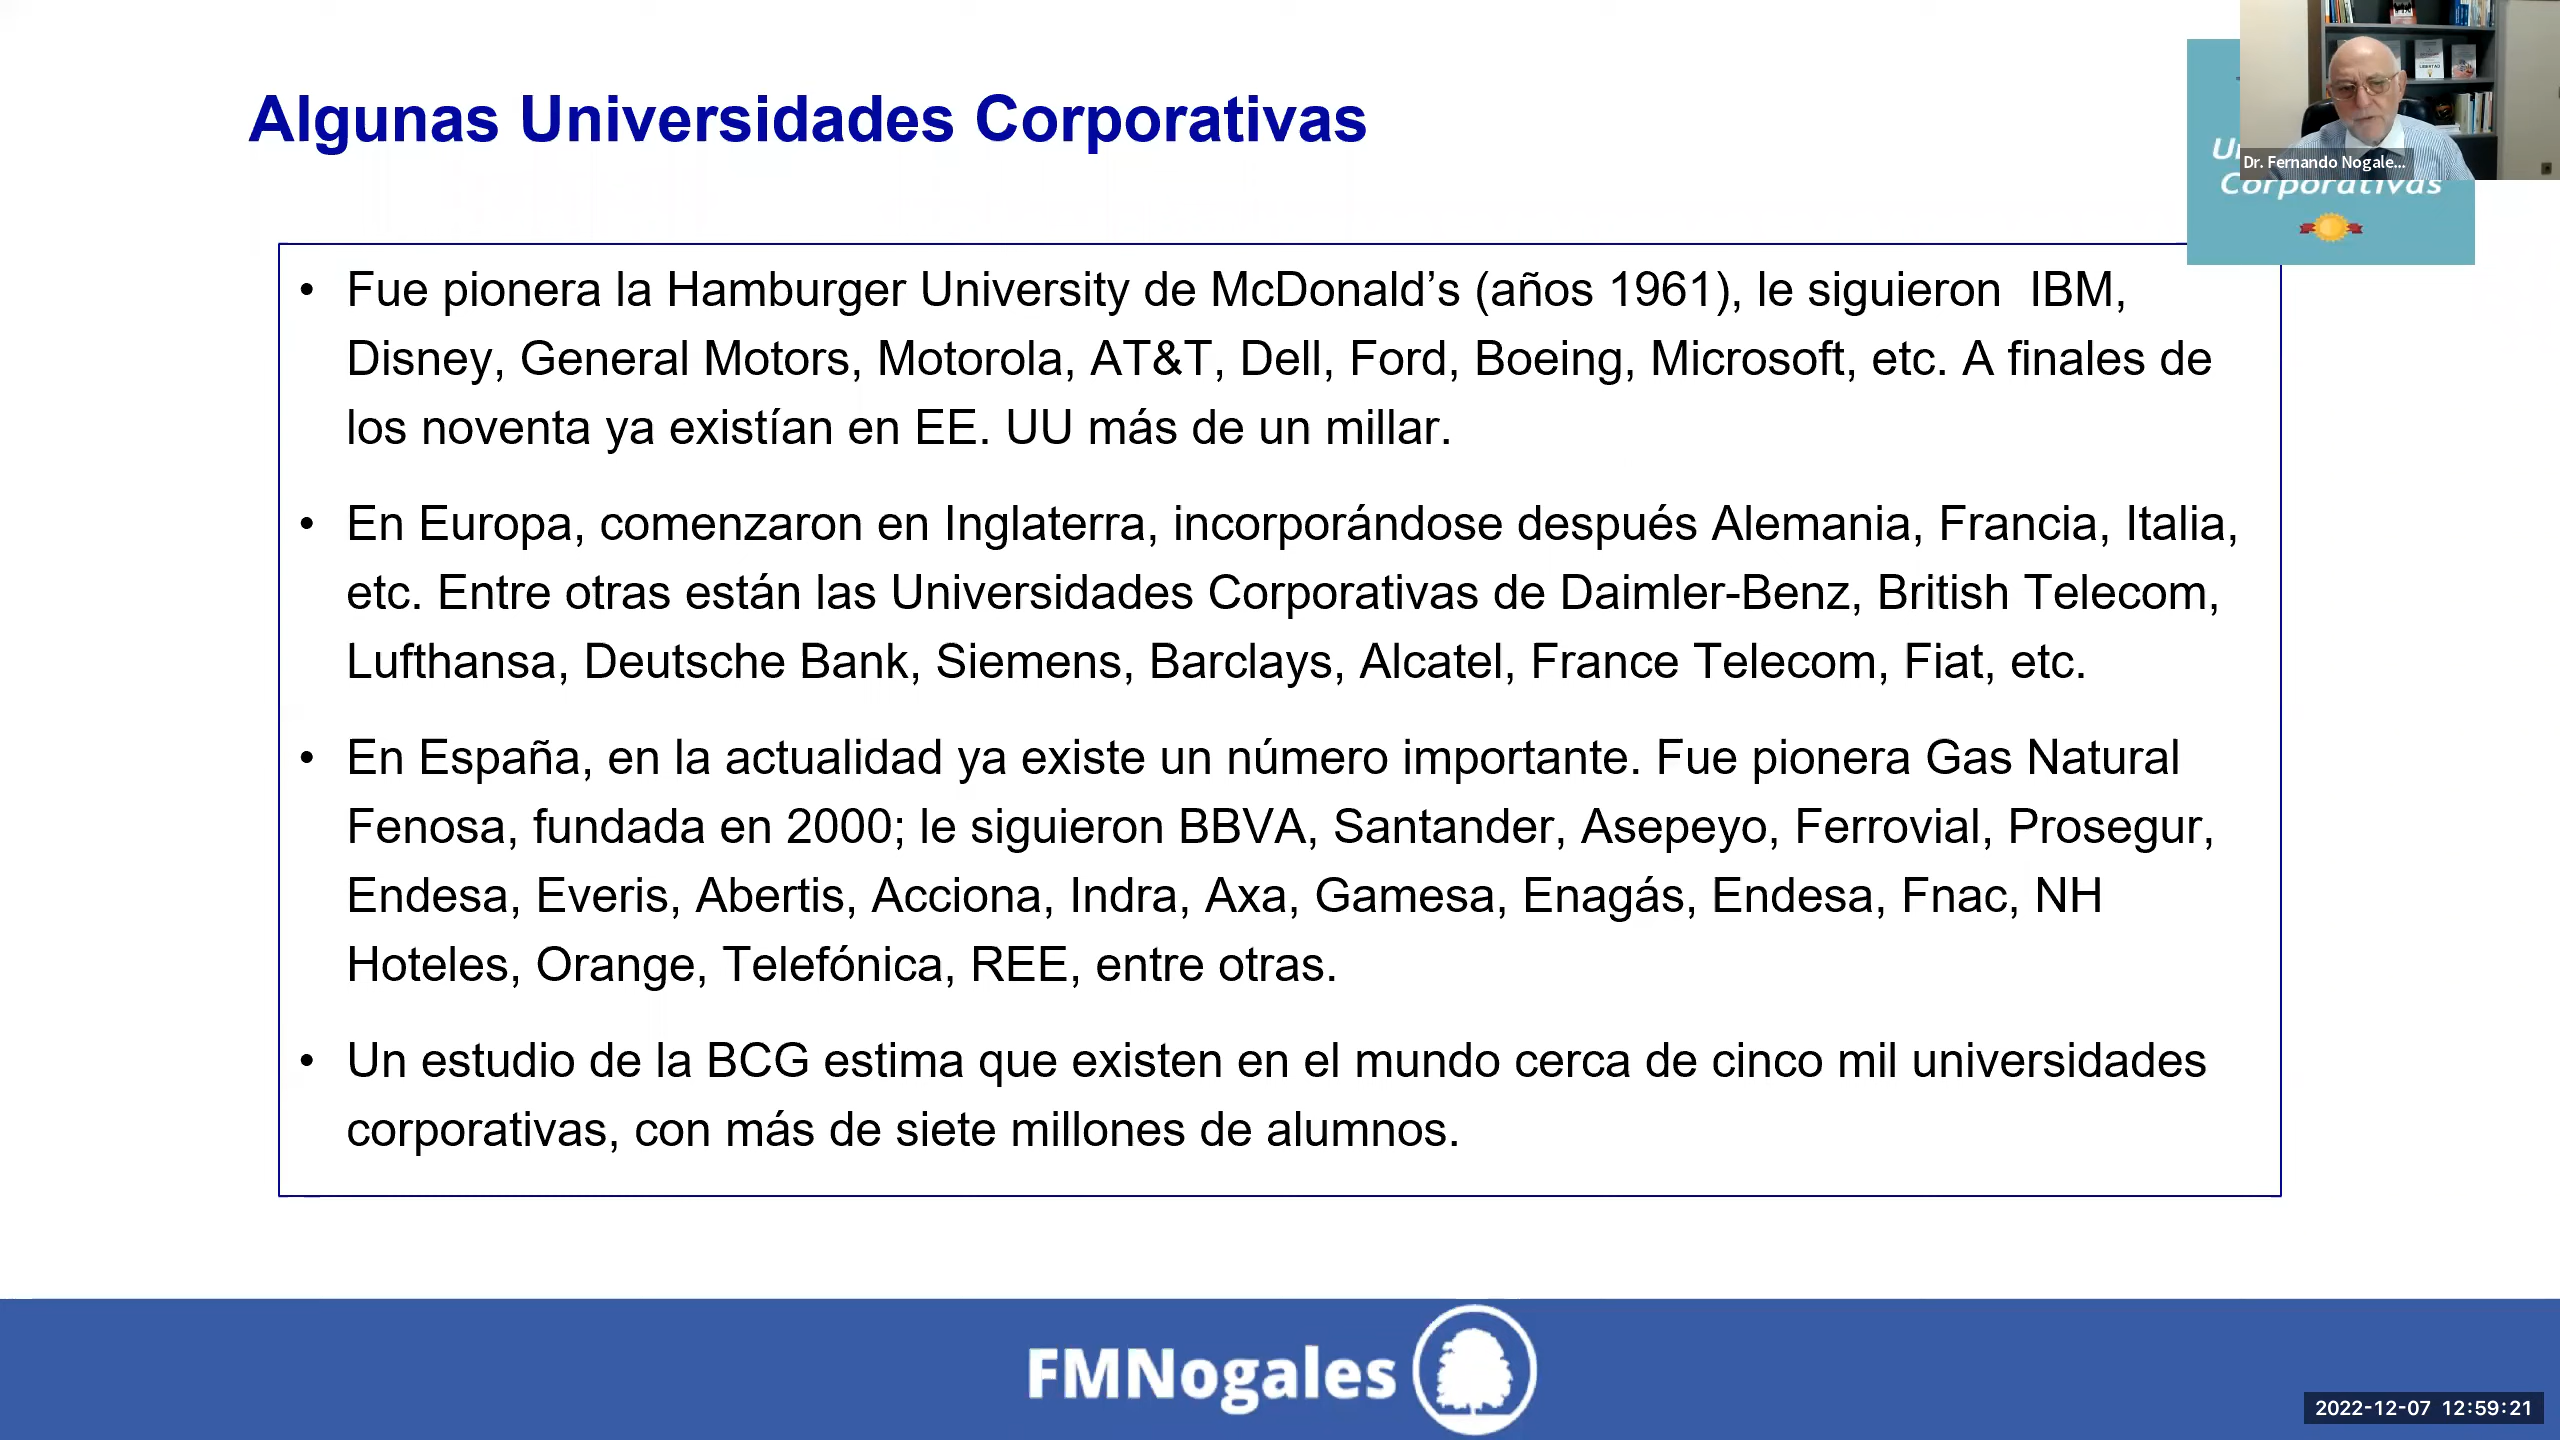 Algunas Universidades Corporativas
Dr. Fernando Nogale...
Corporativas
• Fue pionera la Hamburger University de McDonald’s (años 1961), le siguieron  IBM,
Disney, General Motors, Motorola, AT&T, Dell, Ford, Boeing, Microsoft, etc. A finales de
los noventa ya existían en EE. UU más de un millar.
• En Europa, comenzaron en Inglaterra, incorporándose después Alemania, Francia, Italia,
etc. Entre otras están las Universidades Corporativas de Daimler-Benz, British Telecom,
Lufthansa, Deutsche Bank, Siemens, Barclays, Alcatel, France Telecom, Fiat, etc.
• En España, en la actualidad ya existe un número importante. Fue pionera Gas Natural
Fenosa, fundada en 2000; le siguieron BBVA, Santander, Asepeyo, Ferrovial, Prosegur,
Endesa, Everis, Abertis, Acciona, Indra, Axa, Gamesa, Enagás, Endesa, Fnac, NH
Hoteles, Orange, Telefónica, REE, entre otras.
• Un estudio de la BCG estima que existen en el mundo cerca de cinco mil universidades
corporativas, con más de siete millones de alumnos.
FMNogales
2022-12-07 12:59:21